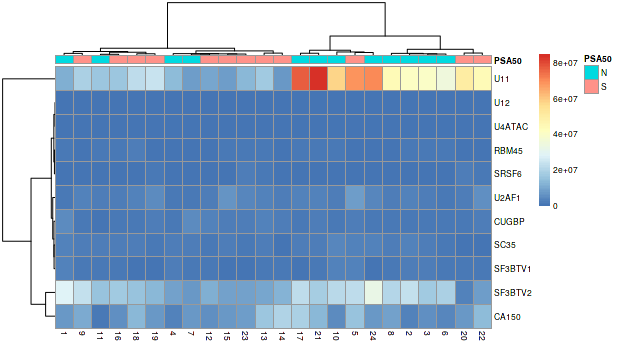 PSA50
U11
U12
U4ATAC
RBM45
SRSF6
U2AF1
CUGBP
SC35
SF3BTV1
SF3BTV2
CA150
1 9 11 16 18 19 4 7 12 15 23 13 14 17 21 10 5 24 8 2 3 6 20 22
8e+07
6e+07
4e+07
2e+07
0
PSA50
N
S